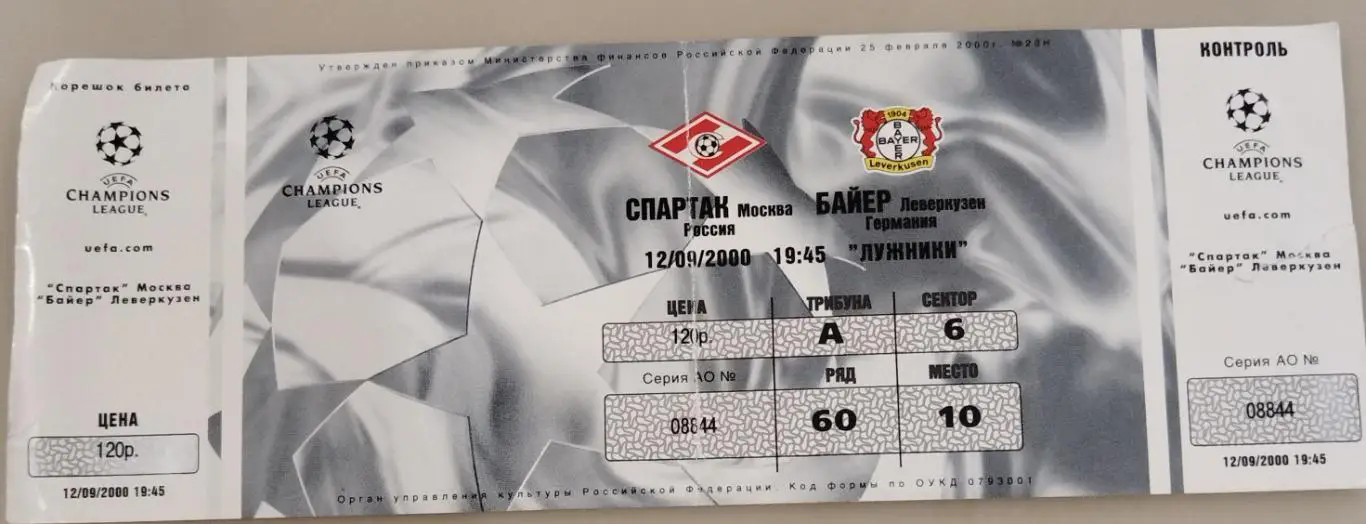 Утвержден приказом Министерства финансов Российской Федерации 25 февраля 2000г. №20н
Корешок билета
UEFA
CHAMPIONS
LEAGUE
uefa.com
"Спартак" Москва
"Байер" Леверкузен
ЦЕНА
120р.
12/09/2000 19:45
UEFA
CHAMPIONS
LEAGUE
1904
BAYER
BAYER
Leverkusen
СПАРТАК Москва
Россия
БАЙЕР Леверкузен
Германия
12/09/2000 19:45 "ЛУЖНИКИ"
ЦЕНА ТРИБУНА СЕКТОР
120р. А 6
Серия АО № РЯД МЕСТО
08844 60 10
Орган управления культуры Российской Федерации. Код формы по ОУКД 0793001
КОНТРОЛЬ
UEFA
CHAMPIONS
LEAGUE
uefa.com
"Спартак" Москва
"Байер" Леверкузен
Серия АО №
08844
12/09/2000 19:45